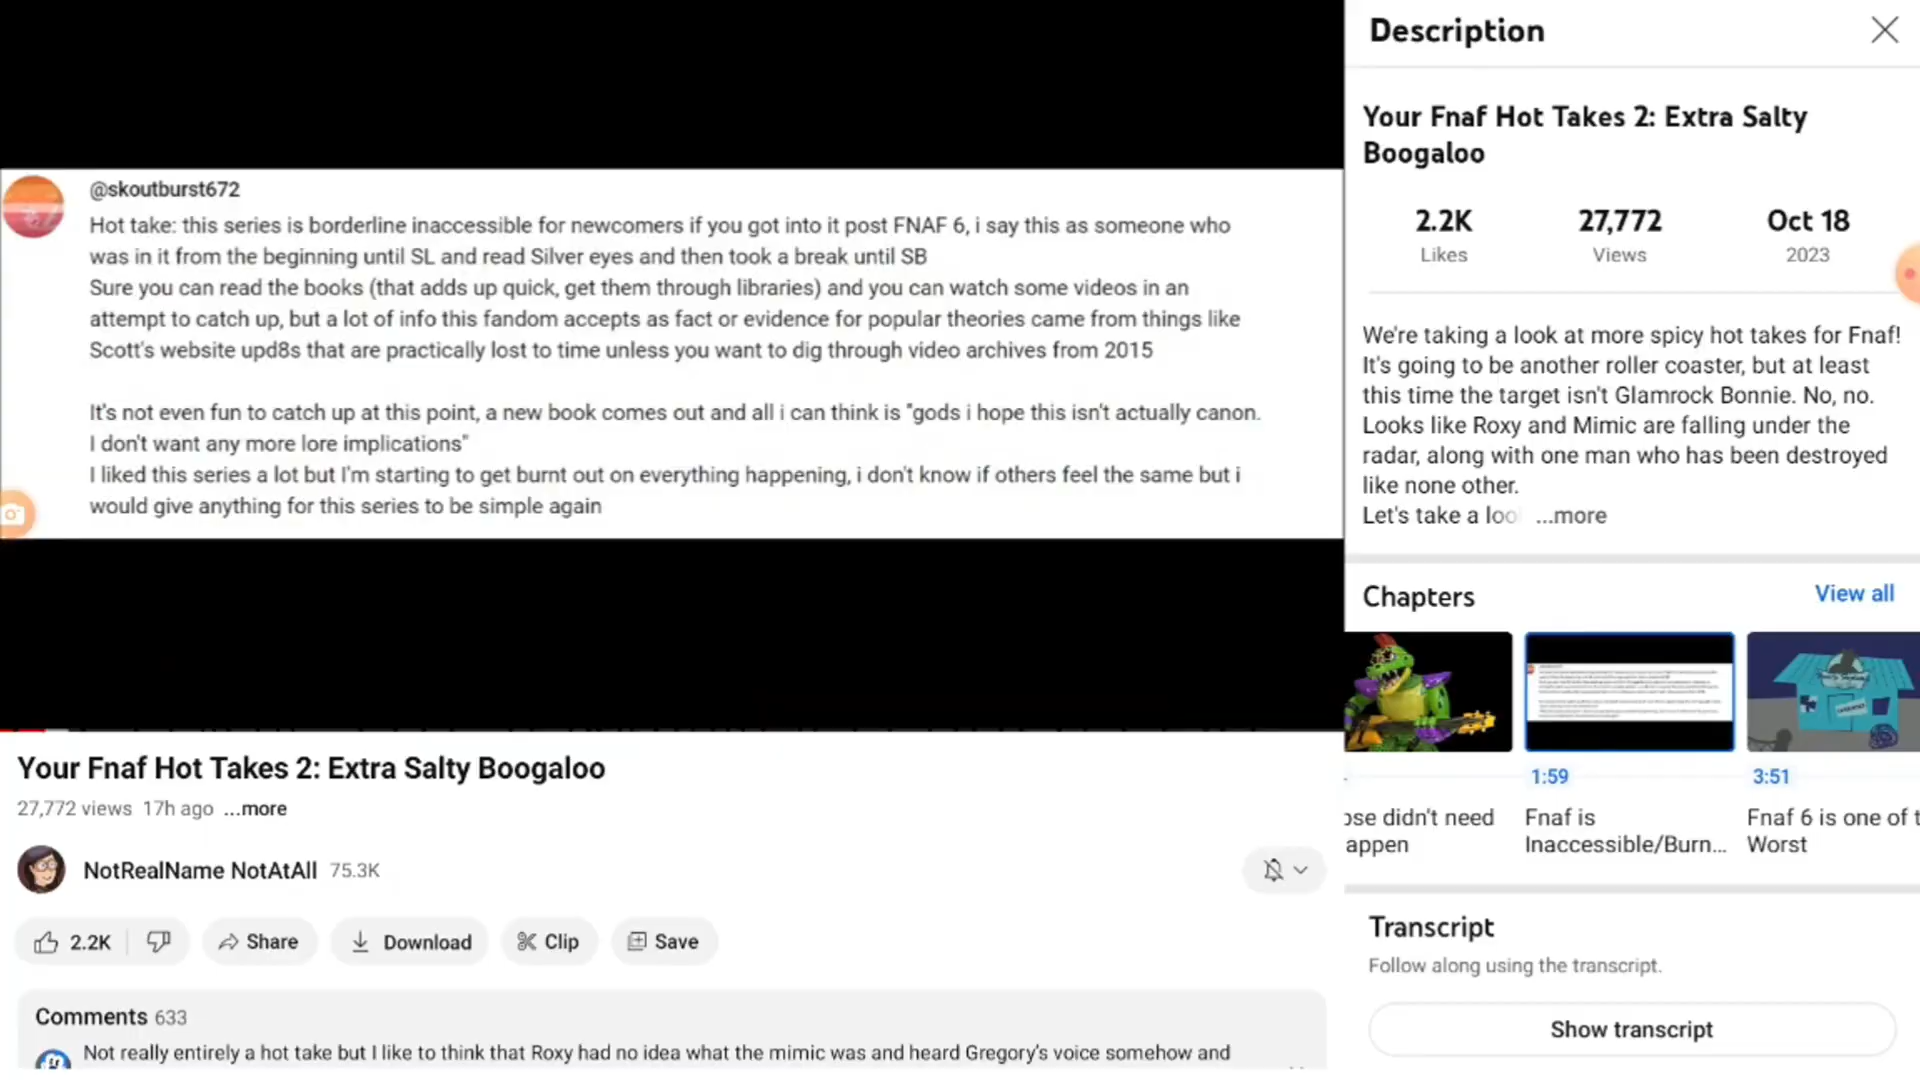 @skoutburst672
Hot take: this series is borderline inaccessible for newcomers if you got into it post FNAF 6, i say this as someone who
was in it from the beginning until SL and read Silver eyes and then took a break until SB
Sure you can read the books (that adds up quick, get them through libraries) and you can watch some videos in an
attempt to catch up, but a lot of info this fandom accepts as fact or evidence for popular theories came from things like
Scott's website upd8s that are practically lost to time unless you want to dig through video archives from 2015
It's not even fun to catch up at this point, a new book comes out and all i can think is "gods i hope this isn't actually canon.
I don't want any more lore implications"
I liked this series a lot but I'm starting to get burnt out on everything happening, i don't know if others feel the same but i
would give anything for this series to be simple again
Your Fnaf Hot Takes 2: Extra Salty Boogaloo
27,772 views 17h ago ...more
NotRealName NotAtAll 75.3K
2.2K Share Download Clip Save
Comments 633
Not really entirely a hot take but I like to think that Roxy had no idea what the mimic was and heard Gregory's voice somehow and
Description
Your Fnaf Hot Takes 2: Extra Salty
Boogaloo
2.2K 27,772 Oct 18
Likes Views 2023
We're taking a look at more spicy hot takes for Fnaf!
It's going to be another roller coaster, but at least
this time the target isn't Glamrock Bonnie. No, no.
Looks like Roxy and Mimic are falling under the
radar, along with one man who has been destroyed
like none other.
Let's take a loo ...more
Chapters View all
1:59 3:51
ose didn't need Fnaf is Fnaf 6 is one of t
appen Inaccessible/Burn... Worst
Transcript
Follow along using the transcript.
Show transcript